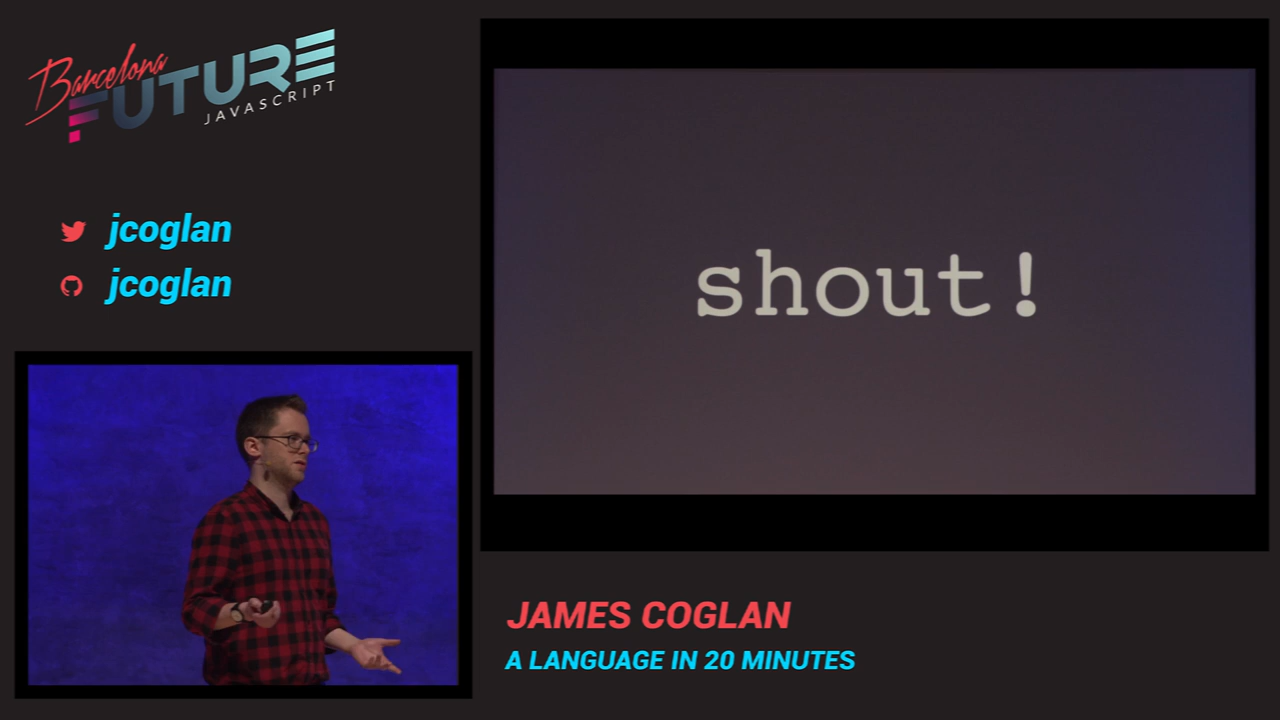 Barcelona
FUTURE
JAVASCRIPT
jcoglan
jcoglan
shout!
JAMES COGLAN
A LANGUAGE IN 20 MINUTES